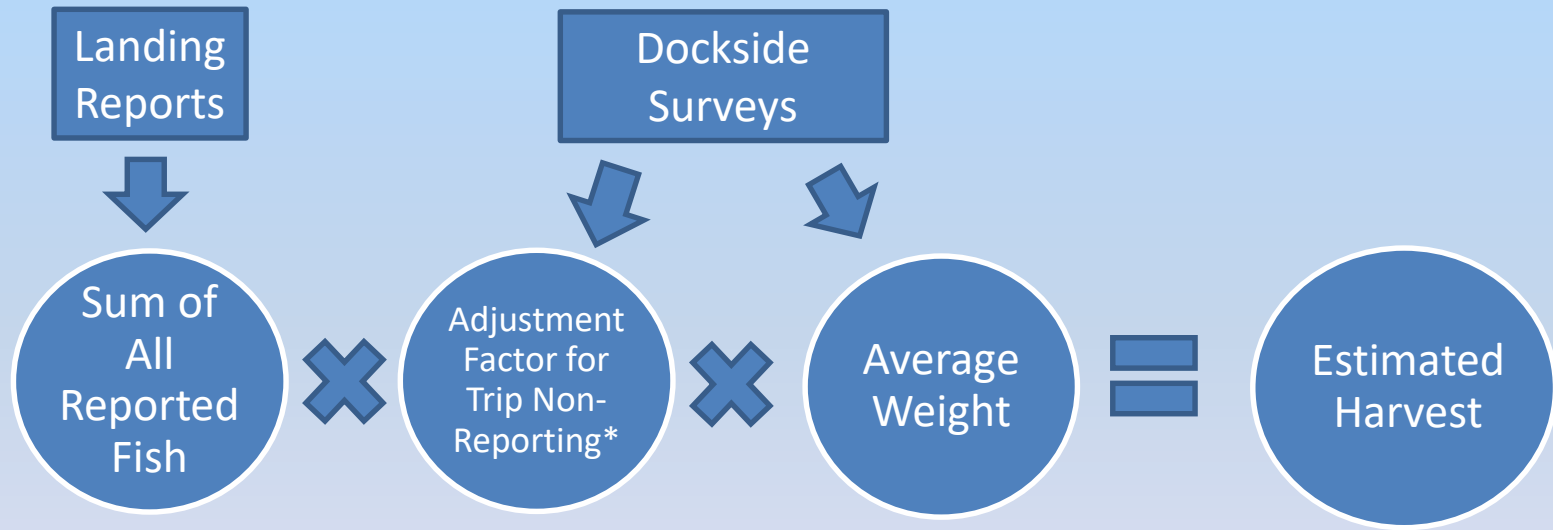 Landing
Reports
Dockside
Surveys
Sum of
All
Reported
Fish
Adjustment
Factor for
Trip Non-
Reporting*
Average
Weight
Estimated
Harvest